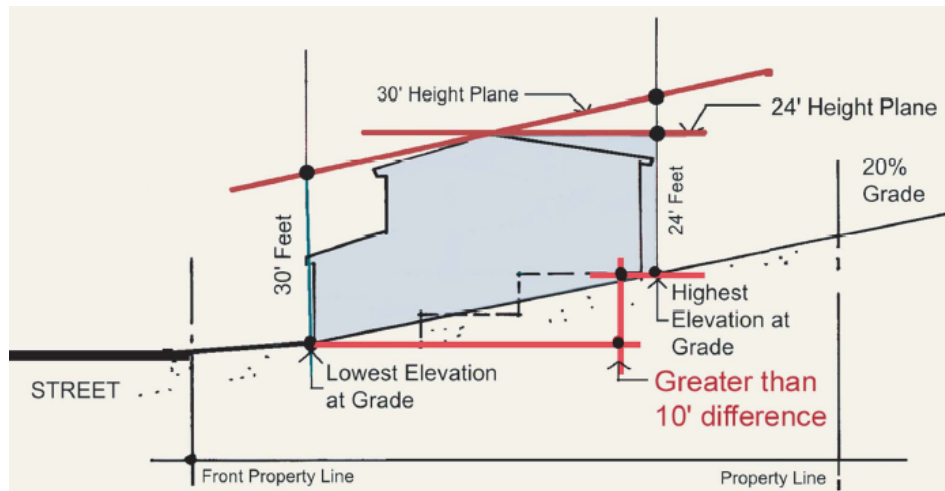 30' Height Plane
24' Height Plane
20%
Grade
30' Feet
24' Feet
Highest
Elevation at
Grade
STREET
Lowest Elevation
at Grade
Greater than
10' difference
Front Property Line
Property Line